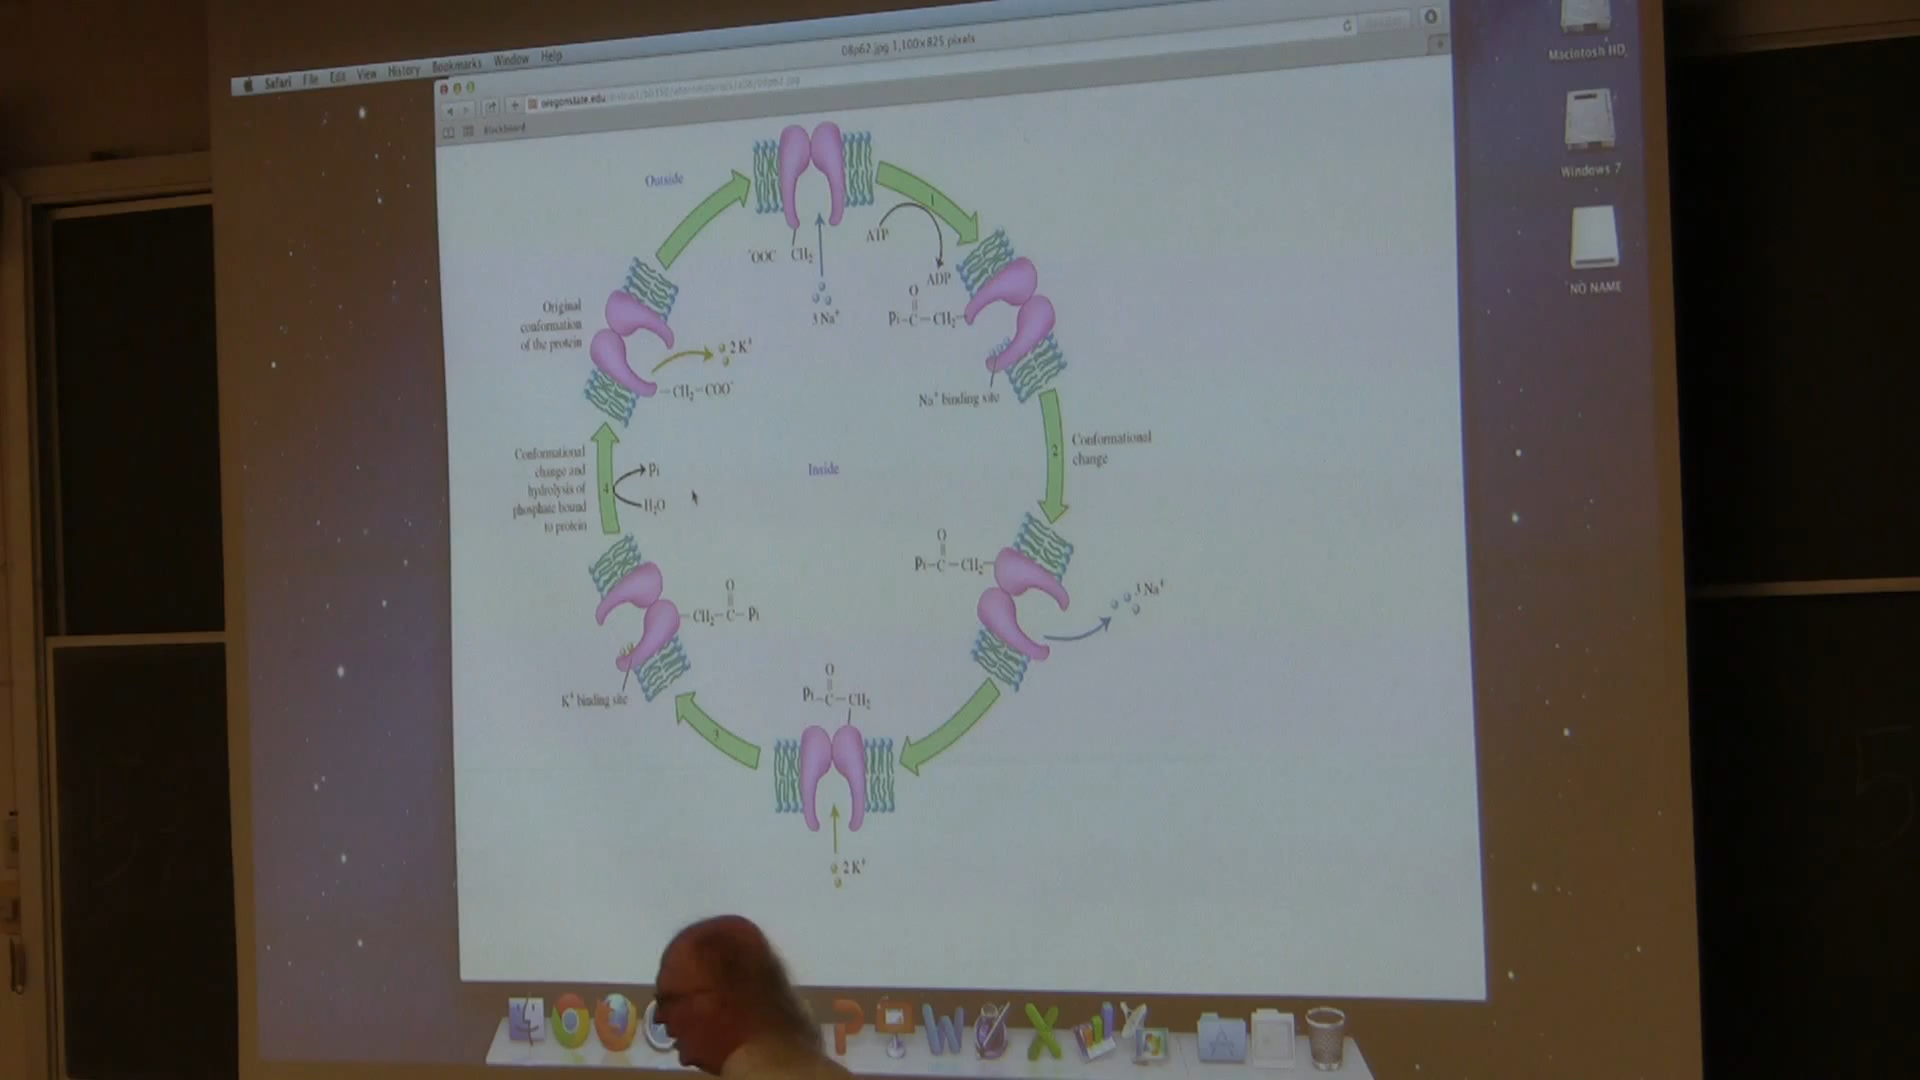 Safari File Edit View History Bookmarks Window Help
08p62.jpg 1,100×825 pixels
oregonstate.edu
Blackboard
Macintosh HD
Windows 7
NO NAME
Outside
1
ATP
ADP
⁻OOC CH₂
3 Na⁺
O
Pi–C–CH₂–
Na⁺ binding site
Original
conformation
of the protein
2 K⁺
–CH₂–COO⁻
2
Conformational
change
Inside
Conformational
change and
hydrolysis of
phosphate bound
to protein
4
Pi
H₂O
O
Pi–C–CH₂–
3 Na⁺
O
–CH₂–C–Pi
K⁺ binding site
3
O
Pi–C–CH₂
2 K⁺